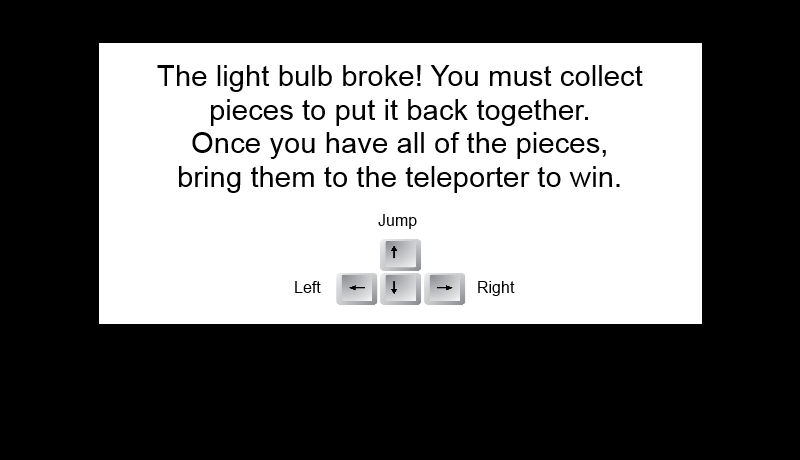 The light bulb broke! You must collect
pieces to put it back together.
Once you have all of the pieces,
bring them to the teleporter to win.
Jump
Left
Right